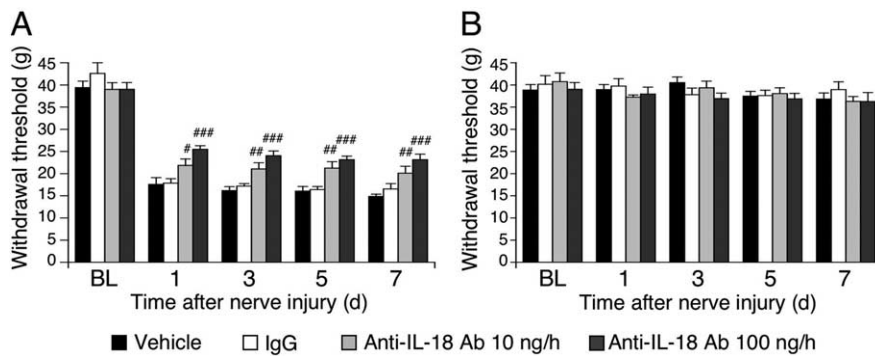 A
Withdrawal threshold (g)
45
40
35
30
25
20
15
10
5
0
# ###
## ###
## ###
## ###
BL 1 3 5 7
Time after nerve injury (d)
B
Withdrawal threshold (g)
45
40
35
30
25
20
15
10
5
0
BL 1 3 5 7
Time after nerve injury (d)
Vehicle IgG Anti-IL-18 Ab 10 ng/h Anti-IL-18 Ab 100 ng/h